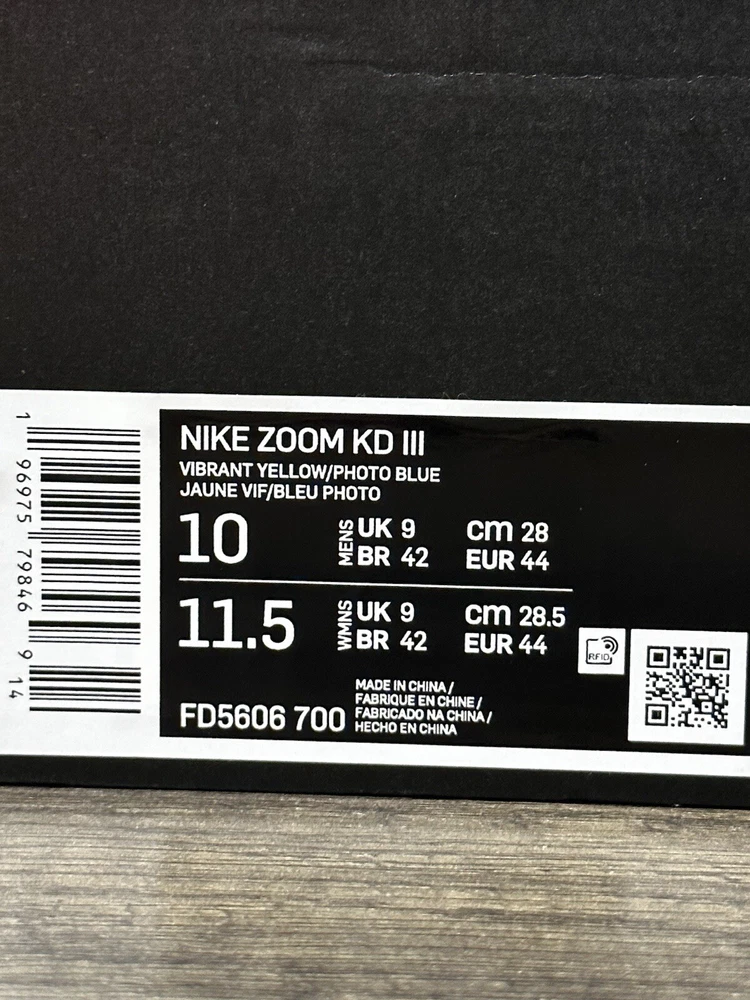 1 96975 79846 9 14
NIKE ZOOM KD III
VIBRANT YELLOW/PHOTO BLUE
JAUNE VIF/BLEU PHOTO
10 MENS UK 9 cm 28
BR 42 EUR 44
11.5 WMNS UK 9 cm 28.5
BR 42 EUR 44
RFID
FD5606 700
MADE IN CHINA /
FABRIQUE EN CHINE /
FABRICADO NA CHINA /
HECHO EN CHINA